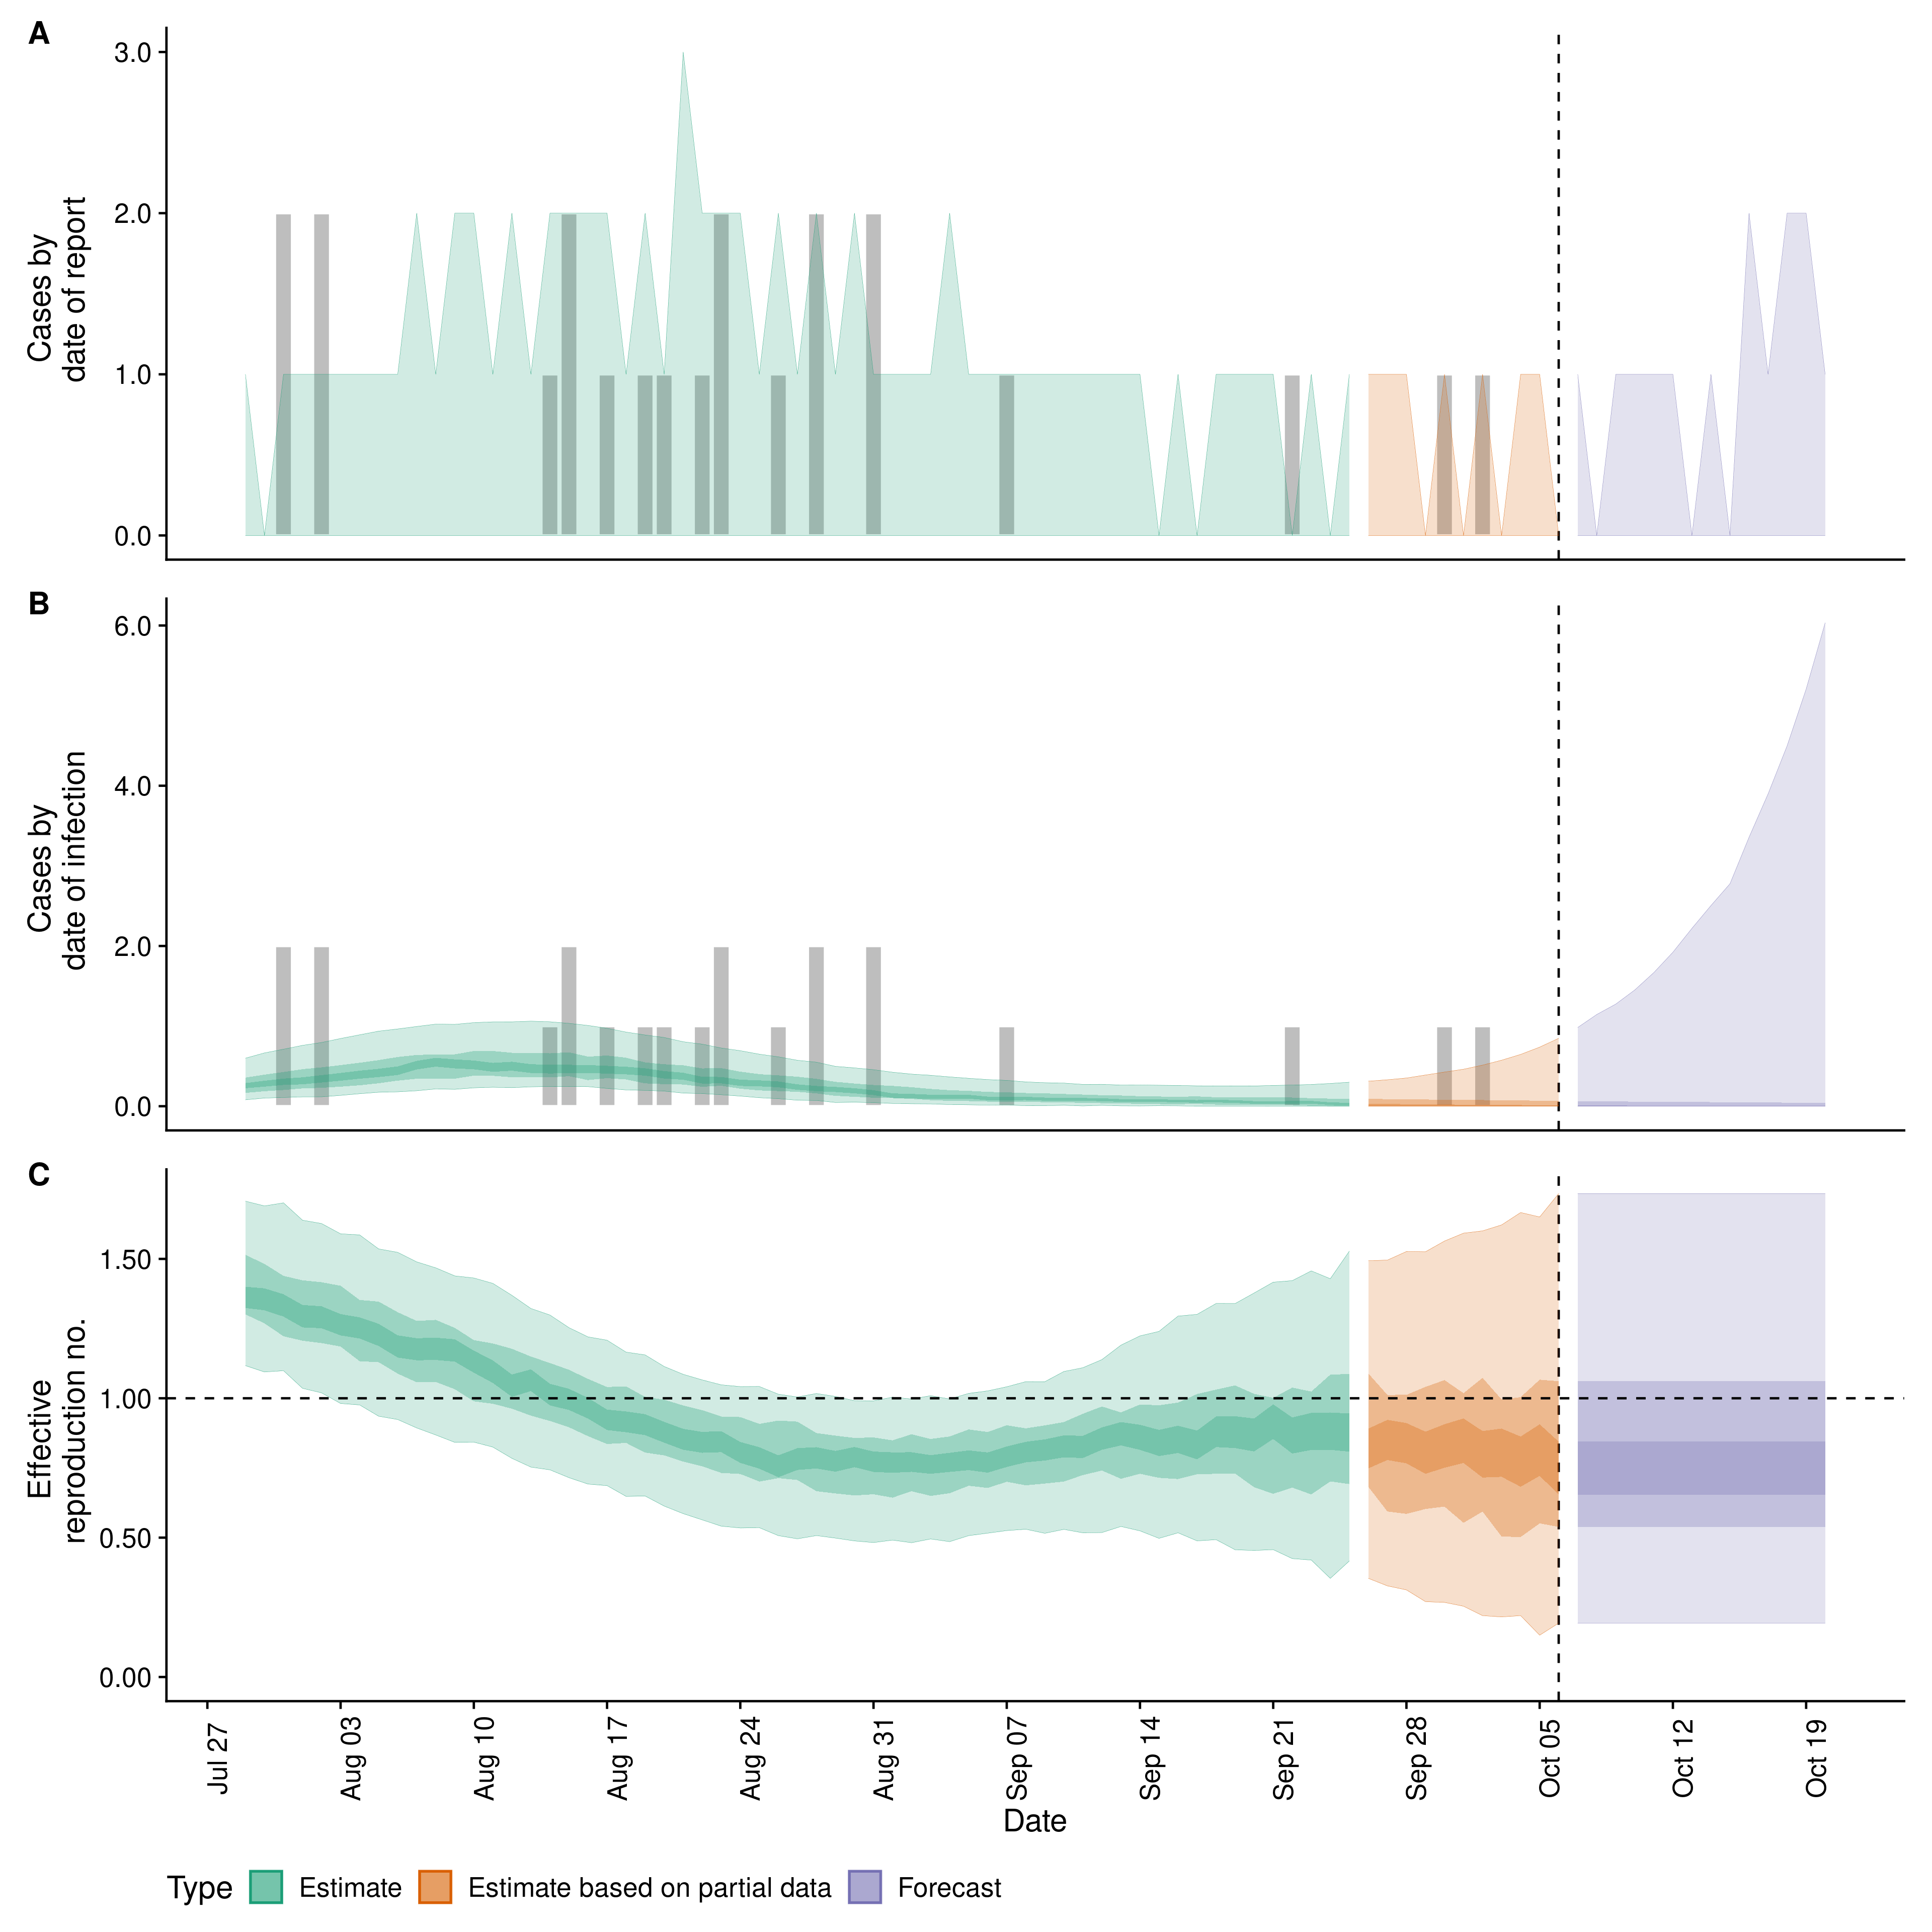 A
Cases by
date of report
3.0
2.0
1.0
0.0
B
Cases by
date of infection
6.0
4.0
2.0
0.0
C
Effective
reproduction no.
1.50
1.00
0.50
0.00
Jul 27
Aug 03
Aug 10
Aug 17
Aug 24
Aug 31
Sep 07
Sep 14
Sep 21
Sep 28
Oct 05
Oct 12
Oct 19
Date
Type Estimate Estimate based on partial data Forecast